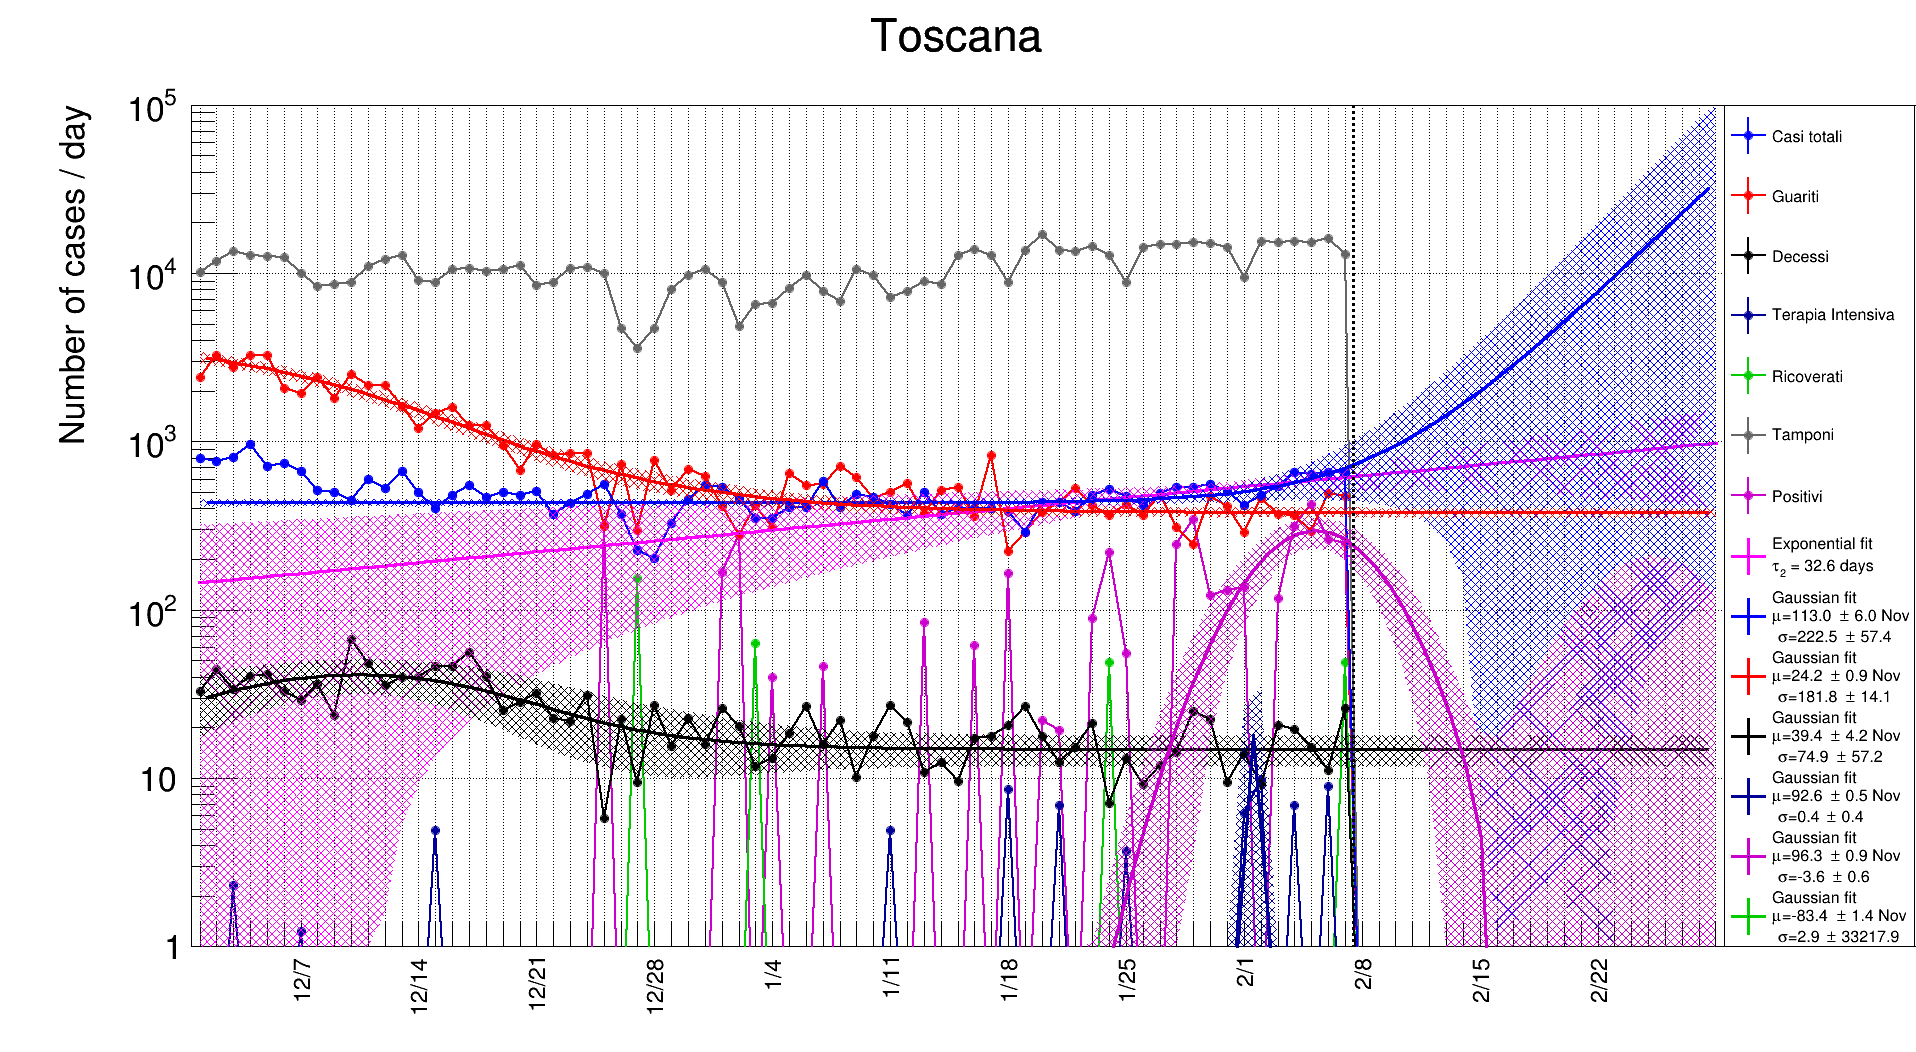 Toscana
Number of cases / day
10^5
10^4
10^3
10^2
10
1
12/7
12/14
12/21
12/28
1/4
1/11
1/18
1/25
2/1
2/8
2/15
2/22
Casi totali
Guariti
Decessi
Terapia Intensiva
Ricoverati
Tamponi
Positivi
Exponential fit
τ₂ = 32.6 days
Gaussian fit
μ=113.0 ± 6.0 Nov
σ=222.5 ± 57.4
Gaussian fit
μ=24.2 ± 0.9 Nov
σ=181.8 ± 14.1
Gaussian fit
μ=39.4 ± 4.2 Nov
σ=74.9 ± 57.2
Gaussian fit
μ=92.6 ± 0.5 Nov
σ=0.4 ± 0.4
Gaussian fit
μ=96.3 ± 0.9 Nov
σ=-3.6 ± 0.6
Gaussian fit
μ=-83.4 ± 1.4 Nov
σ=2.9 ± 33217.9